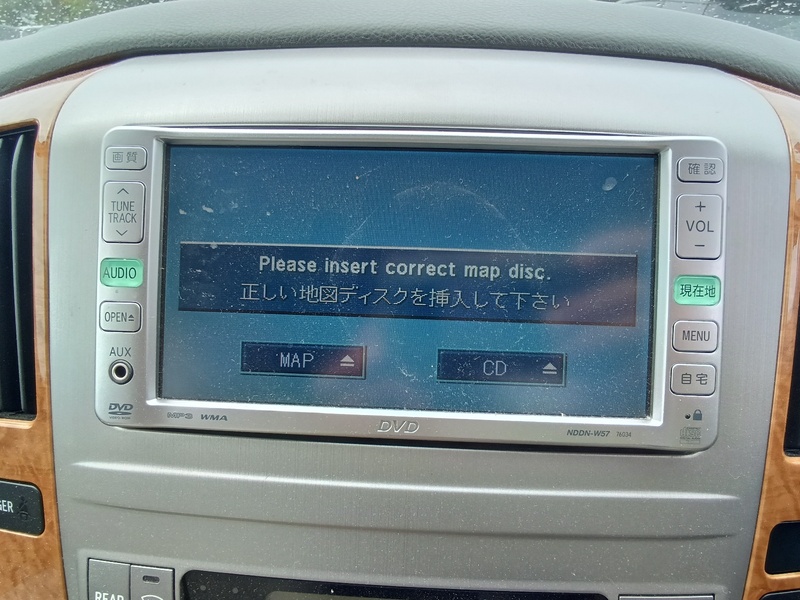 画質
確認
TUNE
TRACK
+
VOL
-
Please insert correct map disc.
正しい地図ディスクを挿入して下さい
AUDIO
現在地
OPEN
MENU
MAP
CD
AUX
自宅
DVD
MP3 WMA
DVD
NDDN-W57 76034
GER
REAR